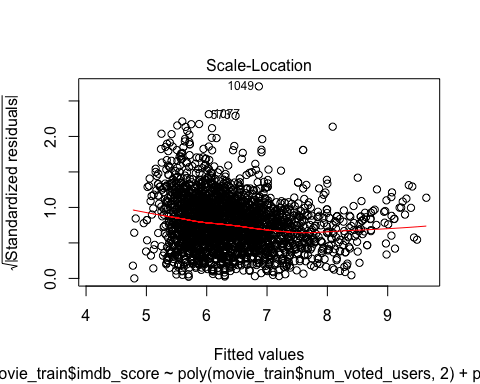 Scale-Location
1049
√|Standardized residuals|
0.0 1.0 2.0
4 5 6 7 8 9
Fitted values
ovie_train$imdb_score ~ poly(movie_train$num_voted_users, 2) + p